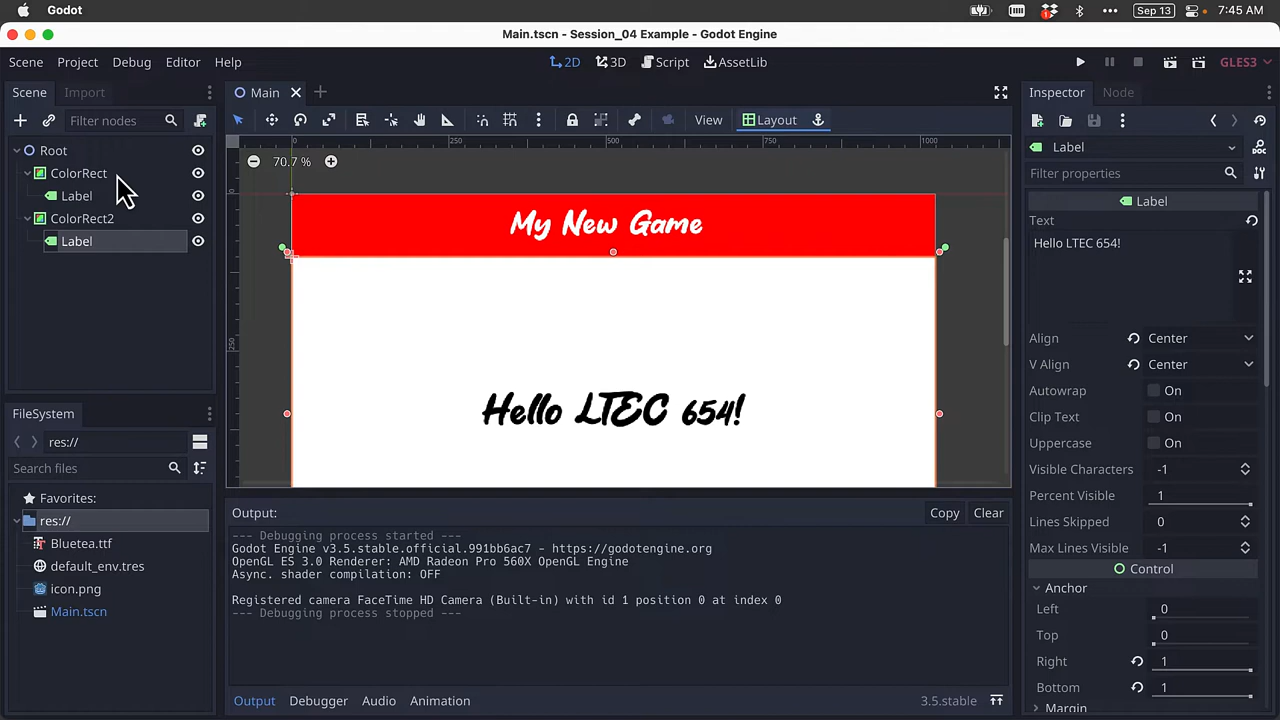 Godot
Sep 13
7:45 AM
Main.tscn - Session_04 Example - Godot Engine
Scene Project Debug Editor Help
2D 3D Script AssetLib
GLES3
Scene Import
Filter nodes
Root
ColorRect
Label
ColorRect2
Label
Main
View Layout
70.7 %
0 250 500 750 1000
0
250
My New Game
Hello LTEC 654!
FileSystem
res://
Search files
Favorites:
res://
Bluetea.ttf
default_env.tres
icon.png
Main.tscn
Output:
Copy Clear
--- Debugging process started ---
Godot Engine v3.5.stable.official.991bb6ac7 - https://godotengine.org
OpenGL ES 3.0 Renderer: AMD Radeon Pro 560X OpenGL Engine
Async. shader compilation: OFF
Registered camera FaceTime HD Camera (Built-in) with id 1 position 0 at index 0
--- Debugging process stopped ---
Output Debugger Audio Animation
3.5.stable
Inspector Node
Label
DOC
Filter properties
Label
Text
Hello LTEC 654!
Align Center
V Align Center
Autowrap On
Clip Text On
Uppercase On
Visible Characters -1
Percent Visible 1
Lines Skipped 0
Max Lines Visible -1
Control
Anchor
Left 0
Top 0
Right 1
Bottom 1
Margin